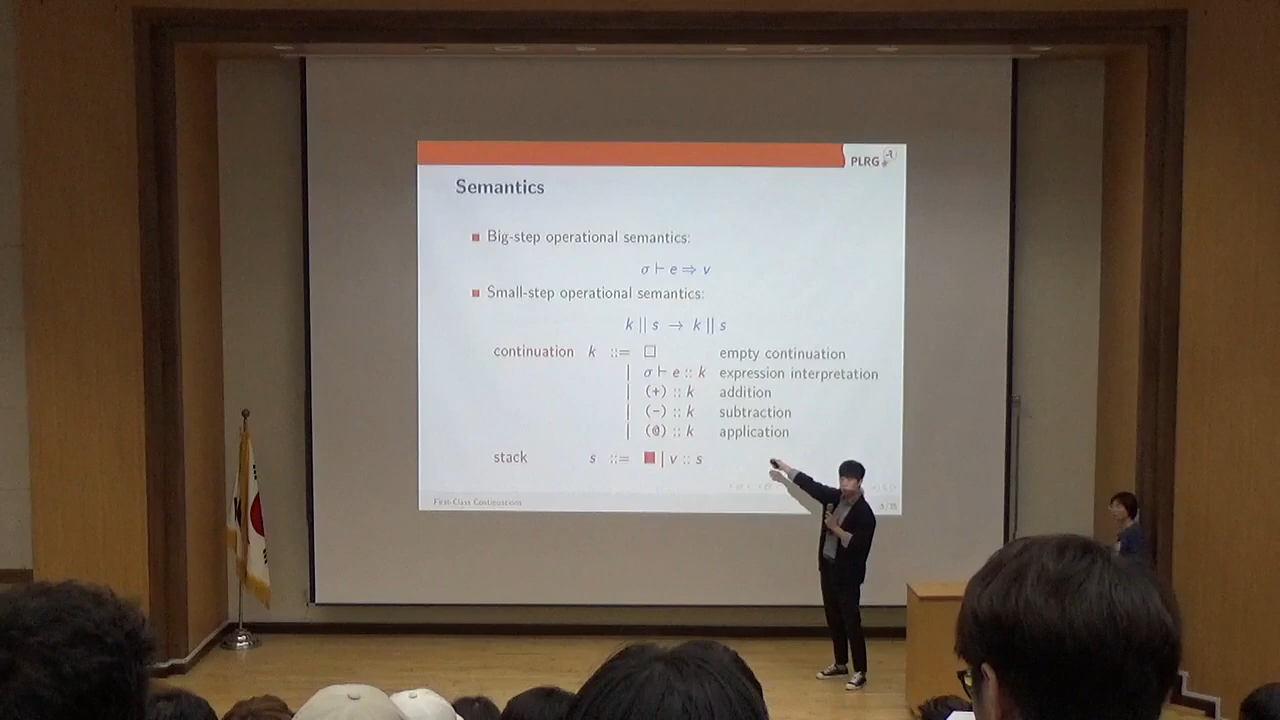 PLRG
Semantics
Big-step operational semantics:
σ ⊢ e ⇒ v
Small-step operational semantics:
k || s → k || s
continuation k ::= □ empty continuation
| σ ⊢ e :: k expression interpretation
| (+) :: k addition
| (−) :: k subtraction
| (@) :: k application
stack s ::= ■ | v :: s
First-Class Continuations